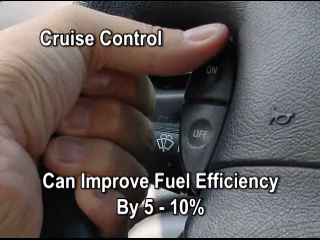 Cruise Control
ON
OFF
Can Improve Fuel Efficiency
By 5 - 10%